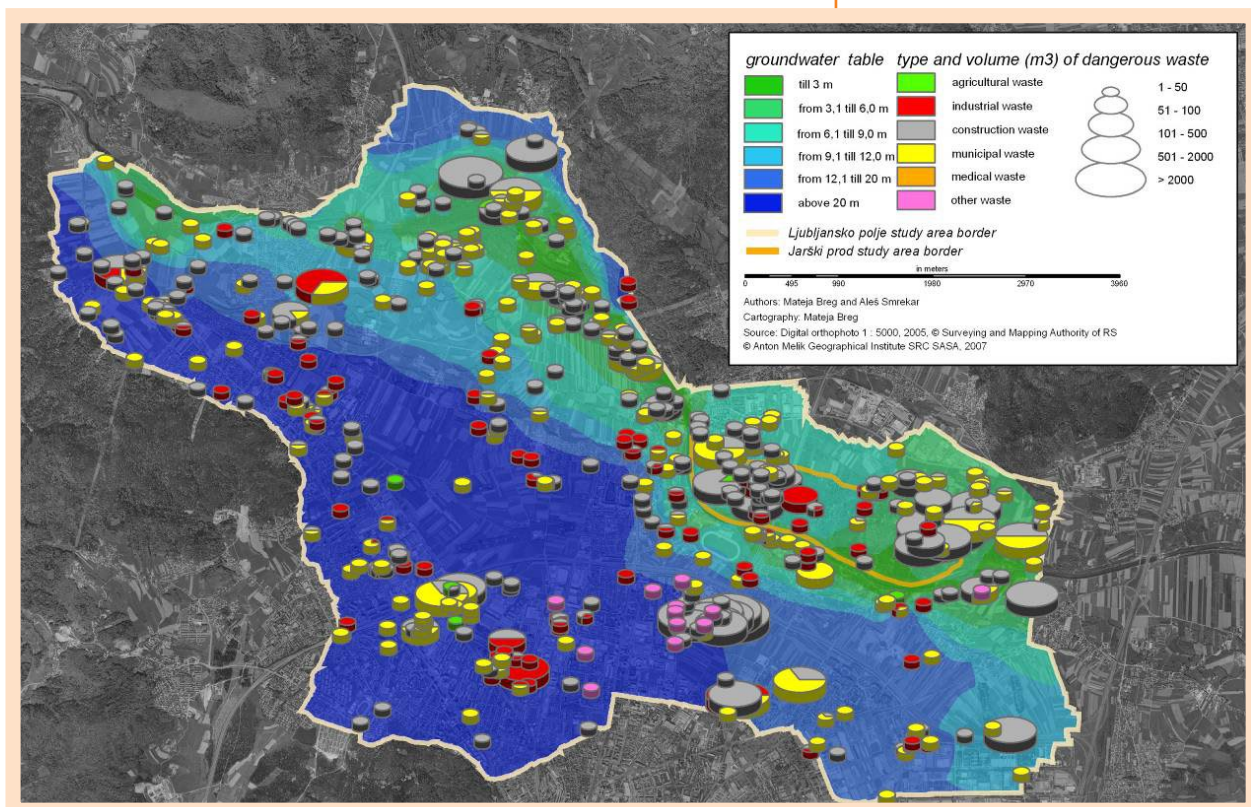 groundwater table type and volume (m3) of dangerous waste
till 3 m
from 3,1 till 6,0 m
from 6,1 till 9,0 m
from 9,1 till 12,0 m
from 12,1 till 20 m
above 20 m
agricultural waste
industrial waste
construction waste
municipal waste
medical waste
other waste
1 - 50
51 - 100
101 - 500
501 - 2000
> 2000
Ljubljansko polje study area border
Jarški prod study area border
in meters
0 495 990 1980 2970 3960
Authors: Mateja Breg and Aleš Smrekar
Cartography: Mateja Breg
Source: Digital orthophoto 1 : 5000, 2005, © Surveying and Mapping Authority of RS
© Anton Melik Geographical Institute SRC SASA, 2007